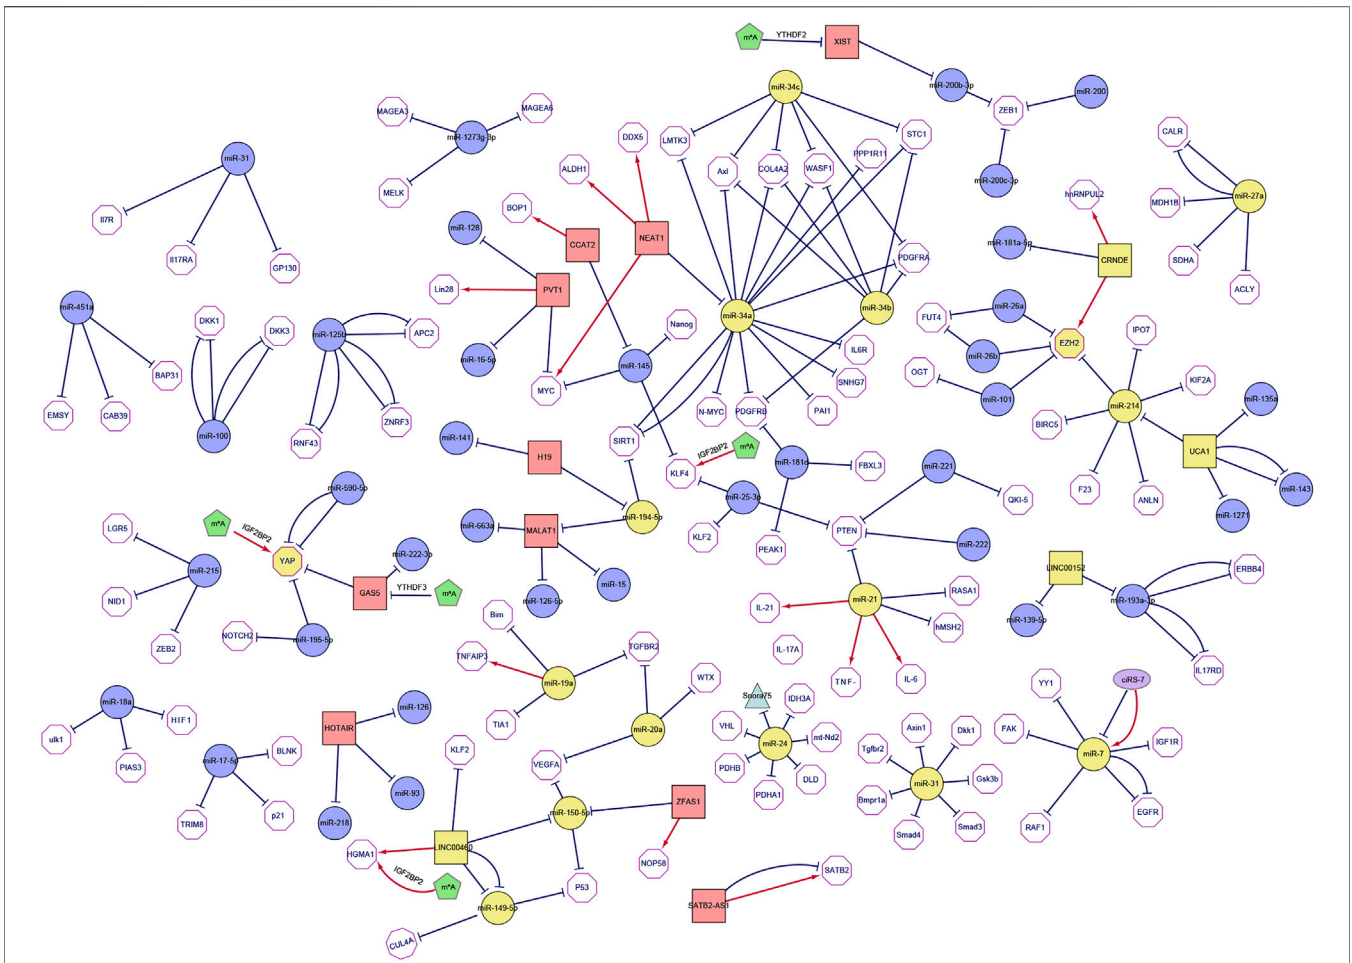 m⁶A
YTHDF2
XIST
miR-200b-3p
miR-200
ZEB1
miR-200c-3p
miR-34c
LMTK3
Axl
COL4A2
WASF1
PPP1R11
STC1
MAGEA3
MAGEA6
miR-1273g-3p
MELK
miR-31
Il7R
Il17RA
GP130
DDX5
ALDH1
BOP1
NEAT1
CCAT2
miR-128
Lin28
PVT1
miR-16-5p
MYC
Nanog
miR-145
miR-34a
miR-34b
PDGFRA
IL6R
SNHG7
PAI1
PDGFRB
N-MYC
SIRT1
KLF4
CALR
MDH1B
miR-27a
SDHA
ACLY
hnRNPUL2
miR-181a-5p
CRNDE
miR-26a
FUT4
EZH2
miR-26b
OGT
miR-101
IPO7
KIF2A
miR-214
BIRC5
F23
ANLN
UCA1
miR-135a
miR-143
miR-1271
miR-451a
EMSY
CAB39
BAP31
DKK1
DKK3
miR-100
miR-125b
APC2
RNF43
ZNRF3
miR-141
H19
miR-194-5p
MALAT1
miR-663a
miR-126-5p
miR-15
IGF2BP2
m⁶A
miR-181d
FBXL3
PEAK1
miR-25-3p
KLF2
PTEN
miR-221
QKI-5
miR-222
miR-21
RASA1
hMSH2
IL-21
TNF-
IL-6
IL-17A
LINC00152
miR-139-5p
miR-193a-3p
ERBB4
IL17RD
miR-590-5p
m⁶A
IGF2BP2
YAP
GAS5
miR-222-3p
YTHDF3
m⁶A
NOTCH2
miR-195-5p
LGR5
miR-215
NID1
ZEB2
Bim
TNFAIP3
miR-19a
TIA1
TGFBR2
WTX
miR-20a
VEGFA
miR-18a
ulk1
PIAS3
HIF1
miR-17-5p
BLNK
TRIM8
p21
HOTAIR
miR-126
miR-93
miR-218
KLF2
LINC00460
HGMA1
IGF2BP2
m⁶A
miR-149-5p
CUL4A
P53
miR-150-5p
ZFAS1
NOP58
Snora75
IDH3A
VHL
miR-24
mt-Nd2
PDHB
PDHA1
DLD
Axin1
Dkk1
Tgfbr2
Gsk3b
miR-31
Bmpr1a
Smad4
Smad3
ciRS-7
YY1
FAK
miR-7
IGF1R
RAF1
EGFR
SATB2-AS1
SATB2